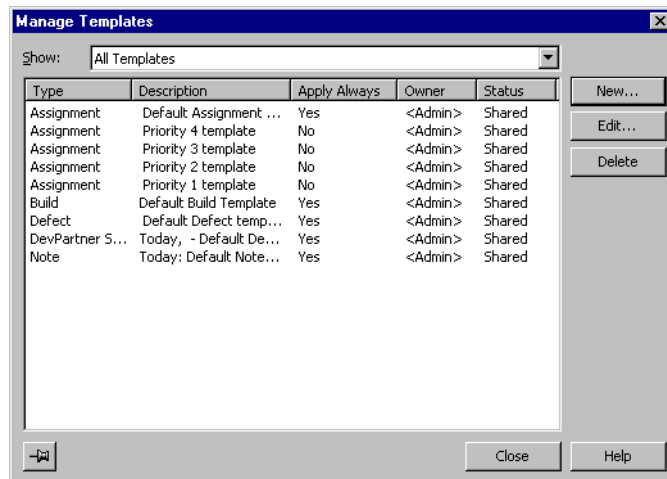 Manage Templates
Show: All Templates
Type Description Apply Always Owner Status
Assignment Default Assignment ... Yes <Admin> Shared
Assignment Priority 4 template No <Admin> Shared
Assignment Priority 3 template No <Admin> Shared
Assignment Priority 2 template No <Admin> Shared
Assignment Priority 1 template No <Admin> Shared
Build Default Build Template Yes <Admin> Shared
Defect Default Defect temp... Yes <Admin> Shared
DevPartner S... Today, - Default De... Yes <Admin> Shared
Note Today: Default Note... Yes <Admin> Shared
New...
Edit...
Delete
Close Help